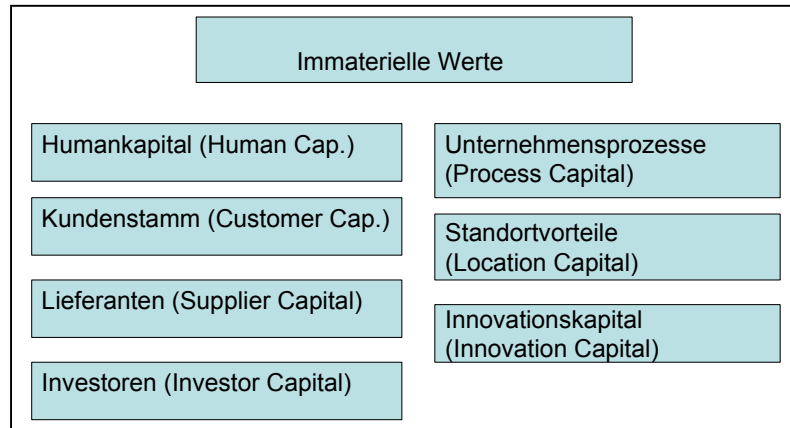 Immaterielle Werte
Humankapital (Human Cap.)
Kundenstamm (Customer Cap.)
Lieferanten (Supplier Capital)
Investoren (Investor Capital)
Unternehmensprozesse
(Process Capital)
Standortvorteile
(Location Capital)
Innovationskapital
(Innovation Capital)